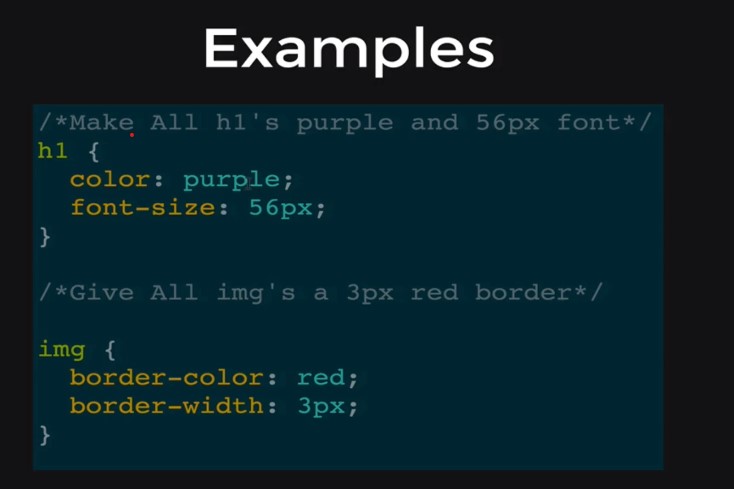 Examples
/*Make All h1's purple and 56px font*/
h1 {
  color: purple;
  font-size: 56px;
}
/*Give All img's a 3px red border*/
img {
  border-color: red;
  border-width: 3px;
}